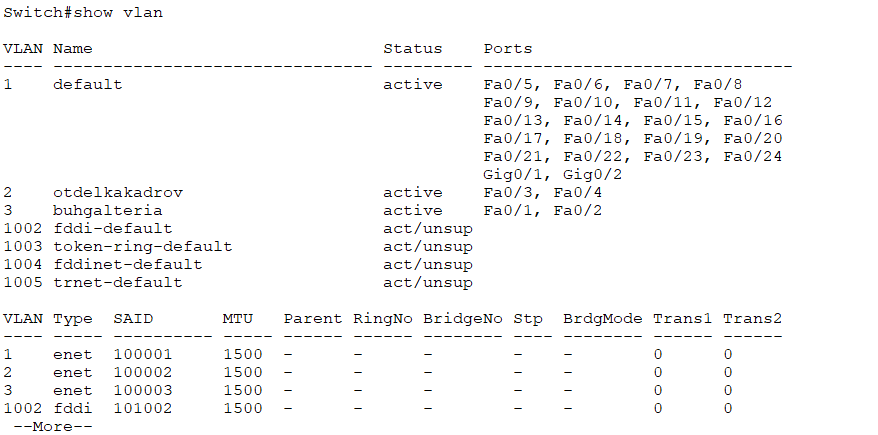 Switch#show vlan
VLAN Name                             Status    Ports
---- -------------------------------- --------- -------------------------------
1    default                          active    Fa0/5, Fa0/6, Fa0/7, Fa0/8
                                                Fa0/9, Fa0/10, Fa0/11, Fa0/12
                                                Fa0/13, Fa0/14, Fa0/15, Fa0/16
                                                Fa0/17, Fa0/18, Fa0/19, Fa0/20
                                                Fa0/21, Fa0/22, Fa0/23, Fa0/24
                                                Gig0/1, Gig0/2
2    otdelkakadrov                    active    Fa0/3, Fa0/4
3    buhgalteria                      active    Fa0/1, Fa0/2
1002 fddi-default                     act/unsup
1003 token-ring-default               act/unsup
1004 fddinet-default                  act/unsup
1005 trnet-default                    act/unsup
VLAN Type  SAID       MTU   Parent RingNo BridgeNo Stp  BrdgMode Trans1 Trans2
---- ----- ---------- ----- ------ ------ -------- ---- -------- ------ ------
1    enet  100001     1500  -      -      -        -    -        0      0
2    enet  100002     1500  -      -      -        -    -        0      0
3    enet  100003     1500  -      -      -        -    -        0      0
1002 fddi  101002     1500  -      -      -        -    -        0      0
 --More--